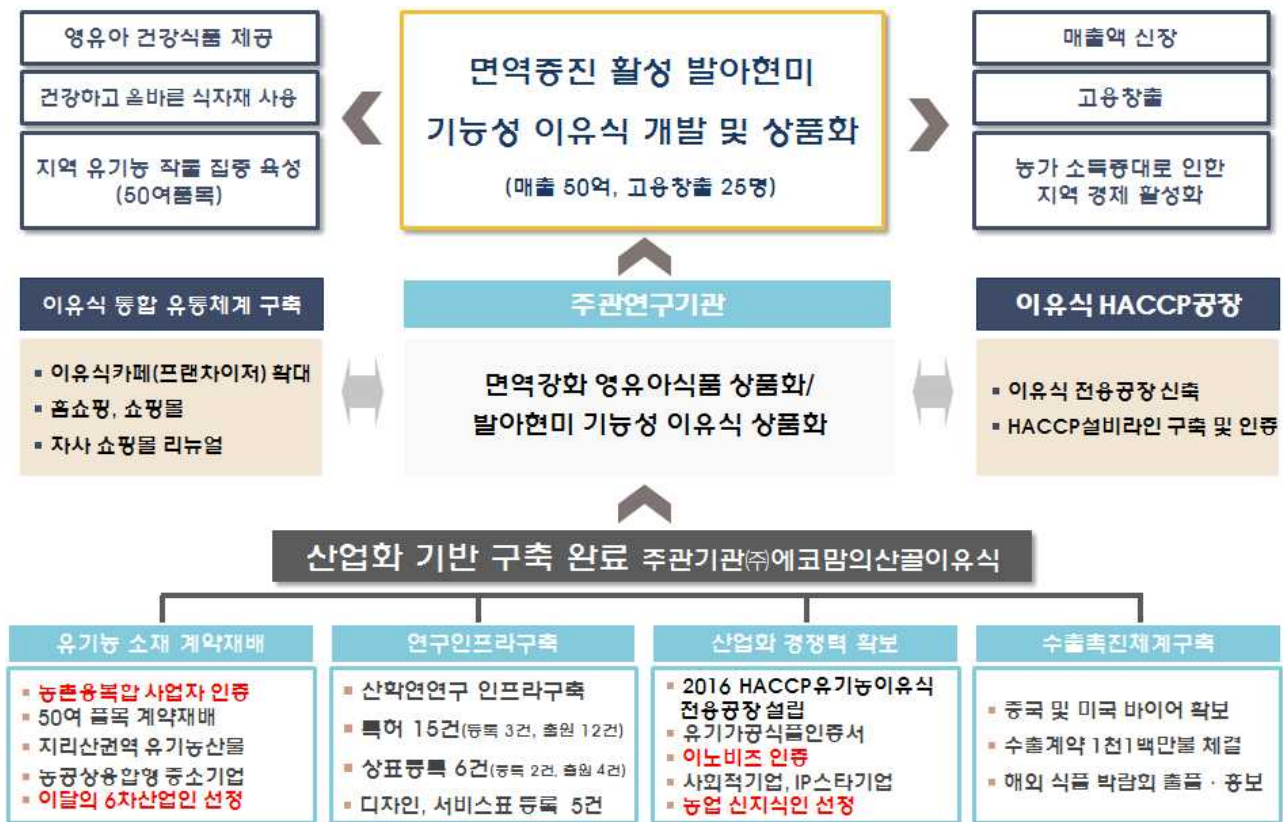 영유아 건강식품 제공
건강하고 올바른 식자재 사용
지역 유기농 작물 집중 육성
(50여품목)
면역증진 활성 발아현미
기능성 이유식 개발 및 상품화
(매출 50억, 고용창출 25명)
매출액 신장
고용창출
농가 소득증대로 인한
지역 경제 활성화
이유식 통합 유통체계 구축
▪ 이유식카페(프랜차이저) 확대
▪ 홈쇼핑, 쇼핑몰
▪ 자사 쇼핑몰 리뉴얼
주관연구기관
면역강화 영유아식품 상품화/
발아현미 기능성 이유식 상품화
이유식 HACCP공장
▪ 이유식 전용공장 신축
▪ HACCP설비라인 구축 및 인증
산업화 기반 구축 완료 주관기관㈜에코맘의산골이유식
유기농 소재 계약재배
▪ 농촌융복합 사업자 인증
▪ 50여 품목 계약재배
▪ 지리산권역 유기농산물
▪ 농공상융합형 중소기업
▪ 이달의 6차산업인 선정
연구인프라구축
▪ 산학연연구 인프라구축
▪ 특허 15건(등록 3건, 출원 12건)
▪ 상표등록 6건(등록 2건, 출원 4건)
▪ 디자인, 서비스표 등록 5건
산업화 경쟁력 확보
▪ 2016 HACCP유기농이유식
전용공장 설립
▪ 유기가공식품인증서
▪ 이노비즈 인증
▪ 사회적기업, IP스타기업
▪ 농업 신지식인 선정
수출촉진체계구축
▪ 중국 및 미국 바이어 확보
▪ 수출계약 1천1백만불 체결
▪ 해외 식품 박람회 출품 · 홍보